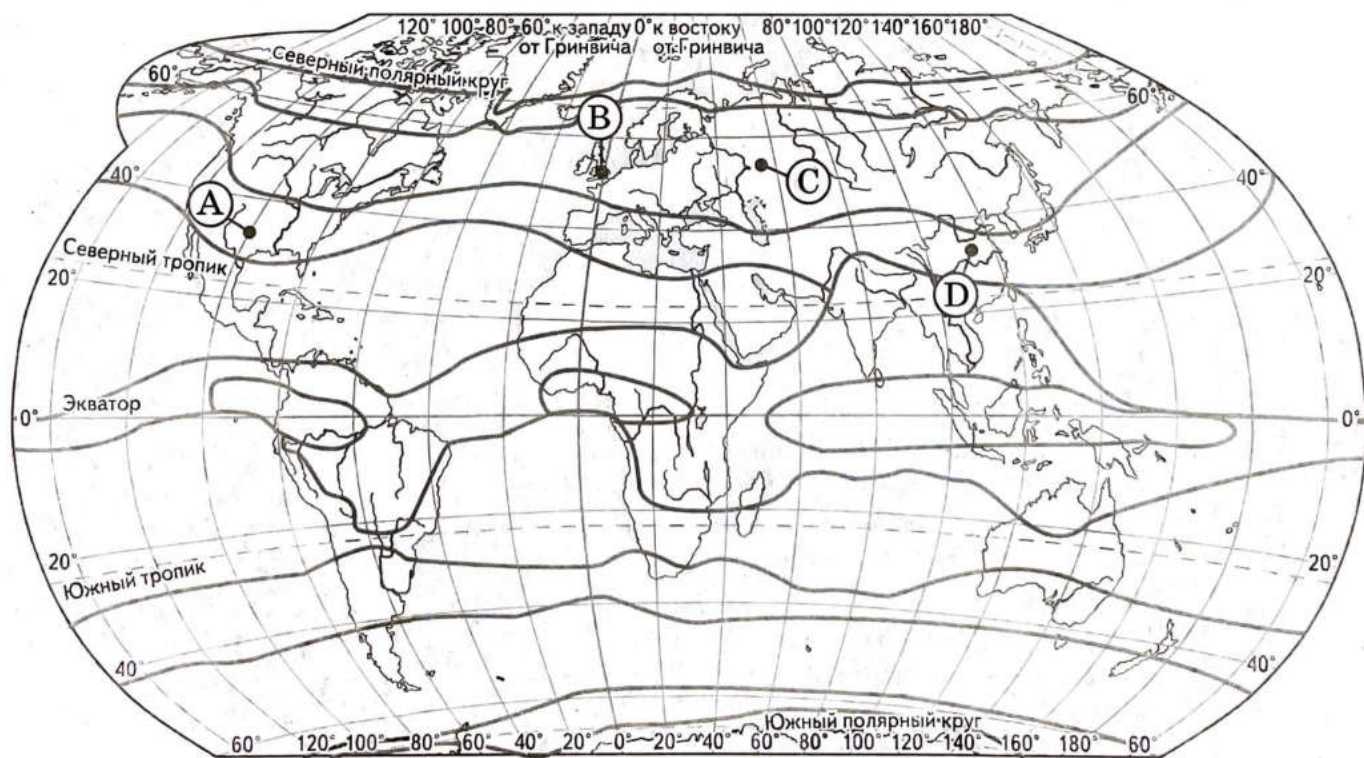 120° 100° 80° 60° к западу 0° к востоку 80° 100° 120° 140° 160° 180°
от Гринвича от Гринвича
Северный полярный круг
60° 60°
B
C
40° 40°
A
Северный тропик
20° 20°
D
Экватор
0° 0°
20° 20°
Южный тропик
40° 40°
Южный полярный круг
60° 120° 100° 80° 60° 40° 20° 0° 20° 40° 60° 80° 100° 120° 140° 180° 60°